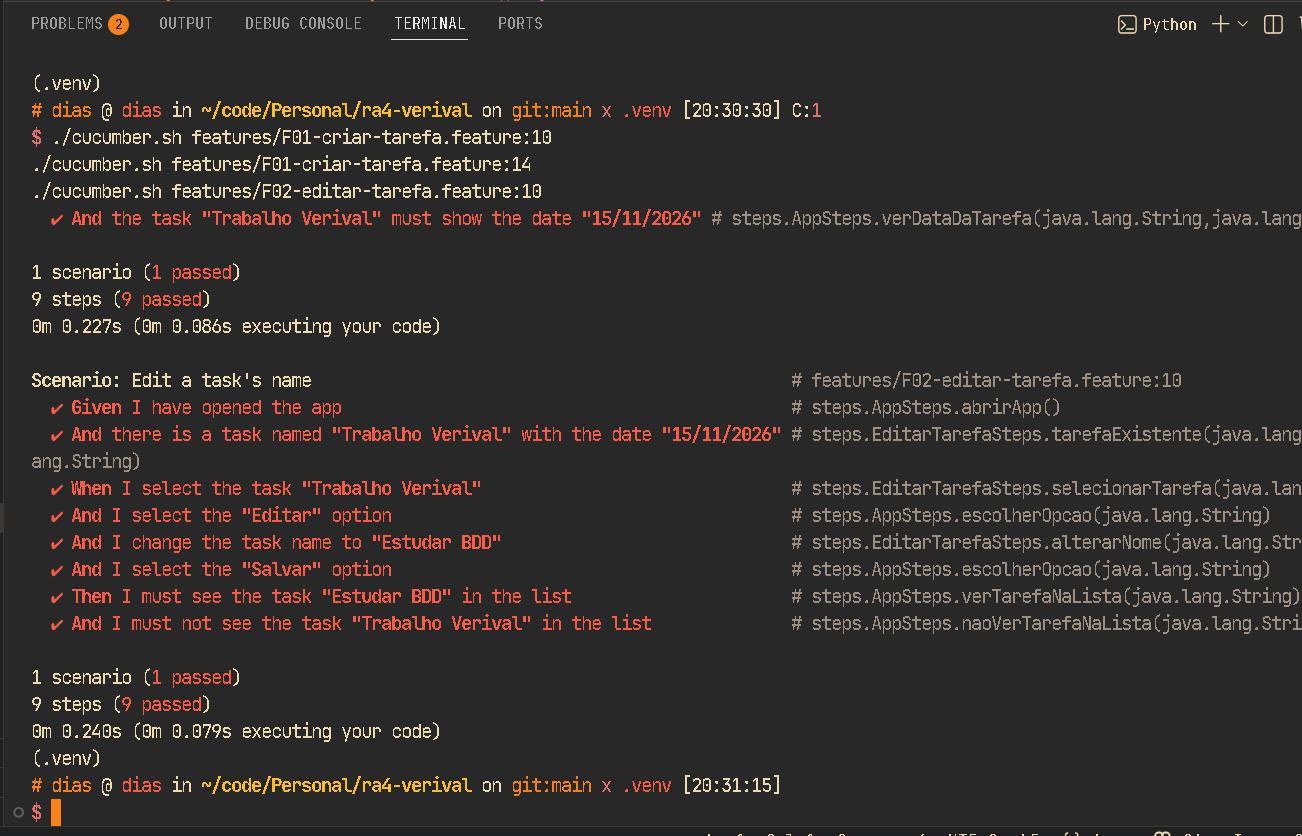 PROBLEMS 2 OUTPUT DEBUG CONSOLE TERMINAL PORTS Python
(.venv)
# dias @ dias in ~/code/Personal/ra4-verival on git:main x .venv [20:30:30] C:1
$ ./cucumber.sh features/F01-criar-tarefa.feature:10
./cucumber.sh features/F01-criar-tarefa.feature:14
./cucumber.sh features/F02-editar-tarefa.feature:10
✔ And the task "Trabalho Verival" must show the date "15/11/2026" # steps.AppSteps.verDataDaTarefa(java.lang.String,java.lang
1 scenario (1 passed)
9 steps (9 passed)
0m 0.227s (0m 0.086s executing your code)
Scenario: Edit a task's name # features/F02-editar-tarefa.feature:10
✔ Given I have opened the app # steps.AppSteps.abrirApp()
✔ And there is a task named "Trabalho Verival" with the date "15/11/2026" # steps.EditarTarefaSteps.tarefaExistente(java.lang
ang.String)
✔ When I select the task "Trabalho Verival" # steps.EditarTarefaSteps.selecionarTarefa(java.lan
✔ And I select the "Editar" option # steps.AppSteps.escolherOpcao(java.lang.String)
✔ And I change the task name to "Estudar BDD" # steps.EditarTarefaSteps.alterarNome(java.lang.Str
✔ And I select the "Salvar" option # steps.AppSteps.escolherOpcao(java.lang.String)
✔ Then I must see the task "Estudar BDD" in the list # steps.AppSteps.verTarefaNaLista(java.lang.String)
✔ And I must not see the task "Trabalho Verival" in the list # steps.AppSteps.naoVerTarefaNaLista(java.lang.Stri
1 scenario (1 passed)
9 steps (9 passed)
0m 0.240s (0m 0.079s executing your code)
(.venv)
# dias @ dias in ~/code/Personal/ra4-verival on git:main x .venv [20:31:15]
$